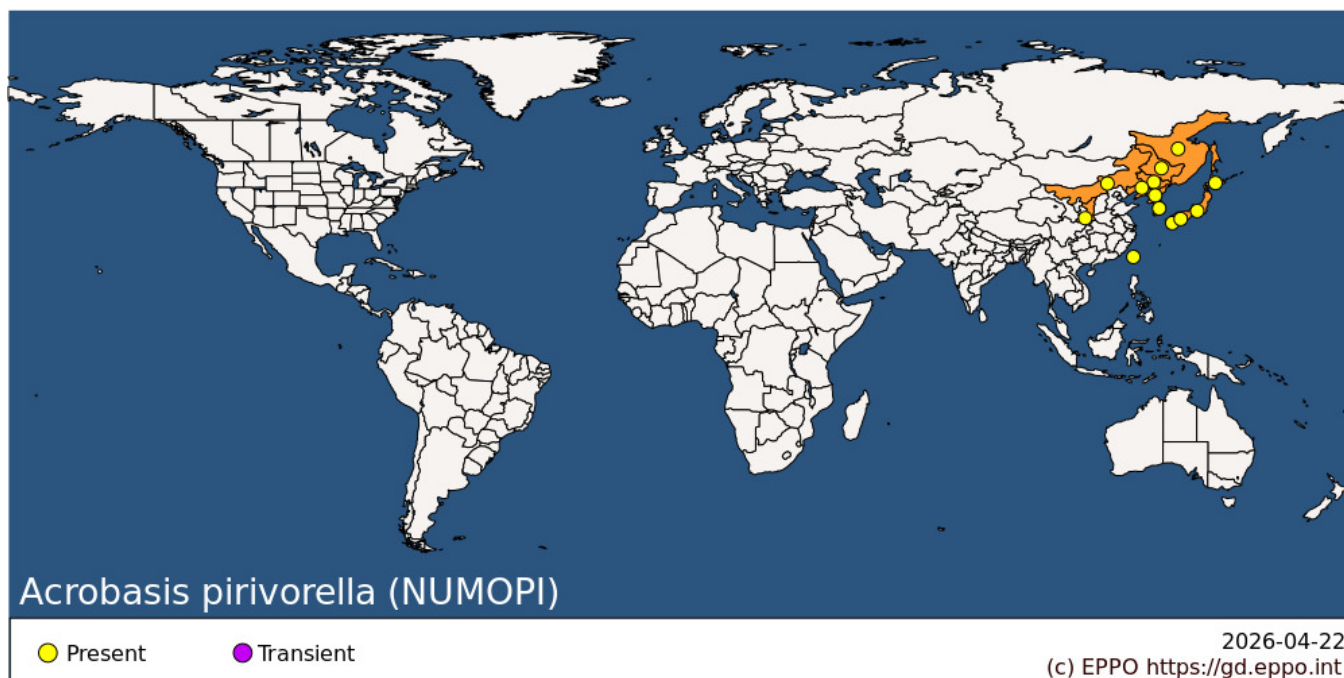 Acrobasis pirivorella (NUMOPI)
Present
Transient
2026-04-22
(c) EPPO https://gd.eppo.int